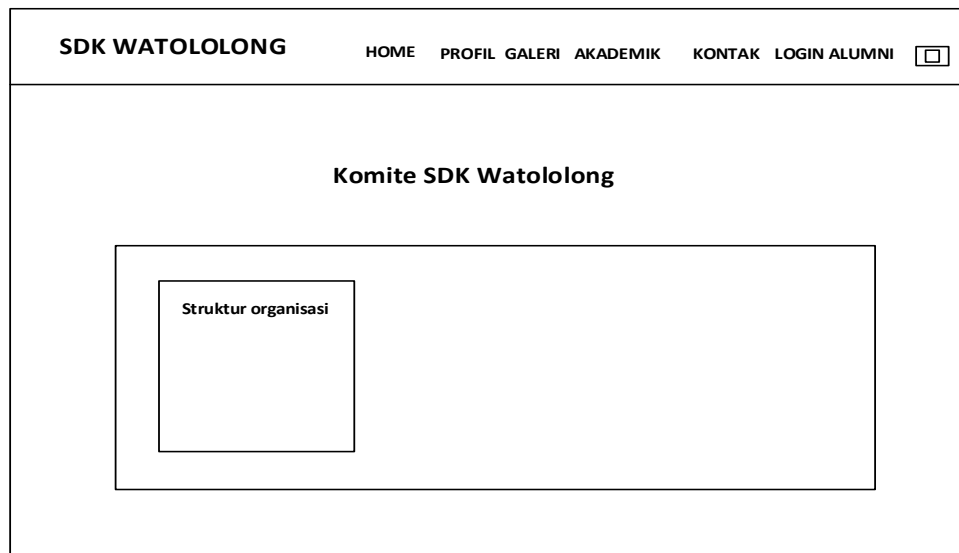 SDK WATOLOLONG HOME PROFIL GALERI AKADEMIK KONTAK LOGIN ALUMNI
Komite SDK Watololong
Struktur organisasi